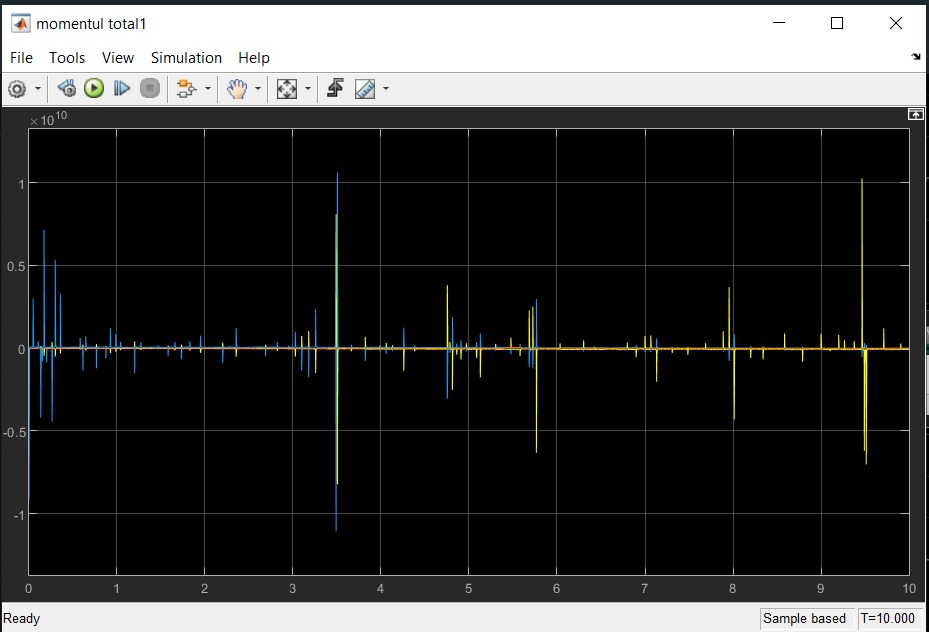 momentul total1
File Tools View Simulation Help
×10^10
1
0.5
0
-0.5
-1
0 1 2 3 4 5 6 7 8 9 10
Ready Sample based T=10.000